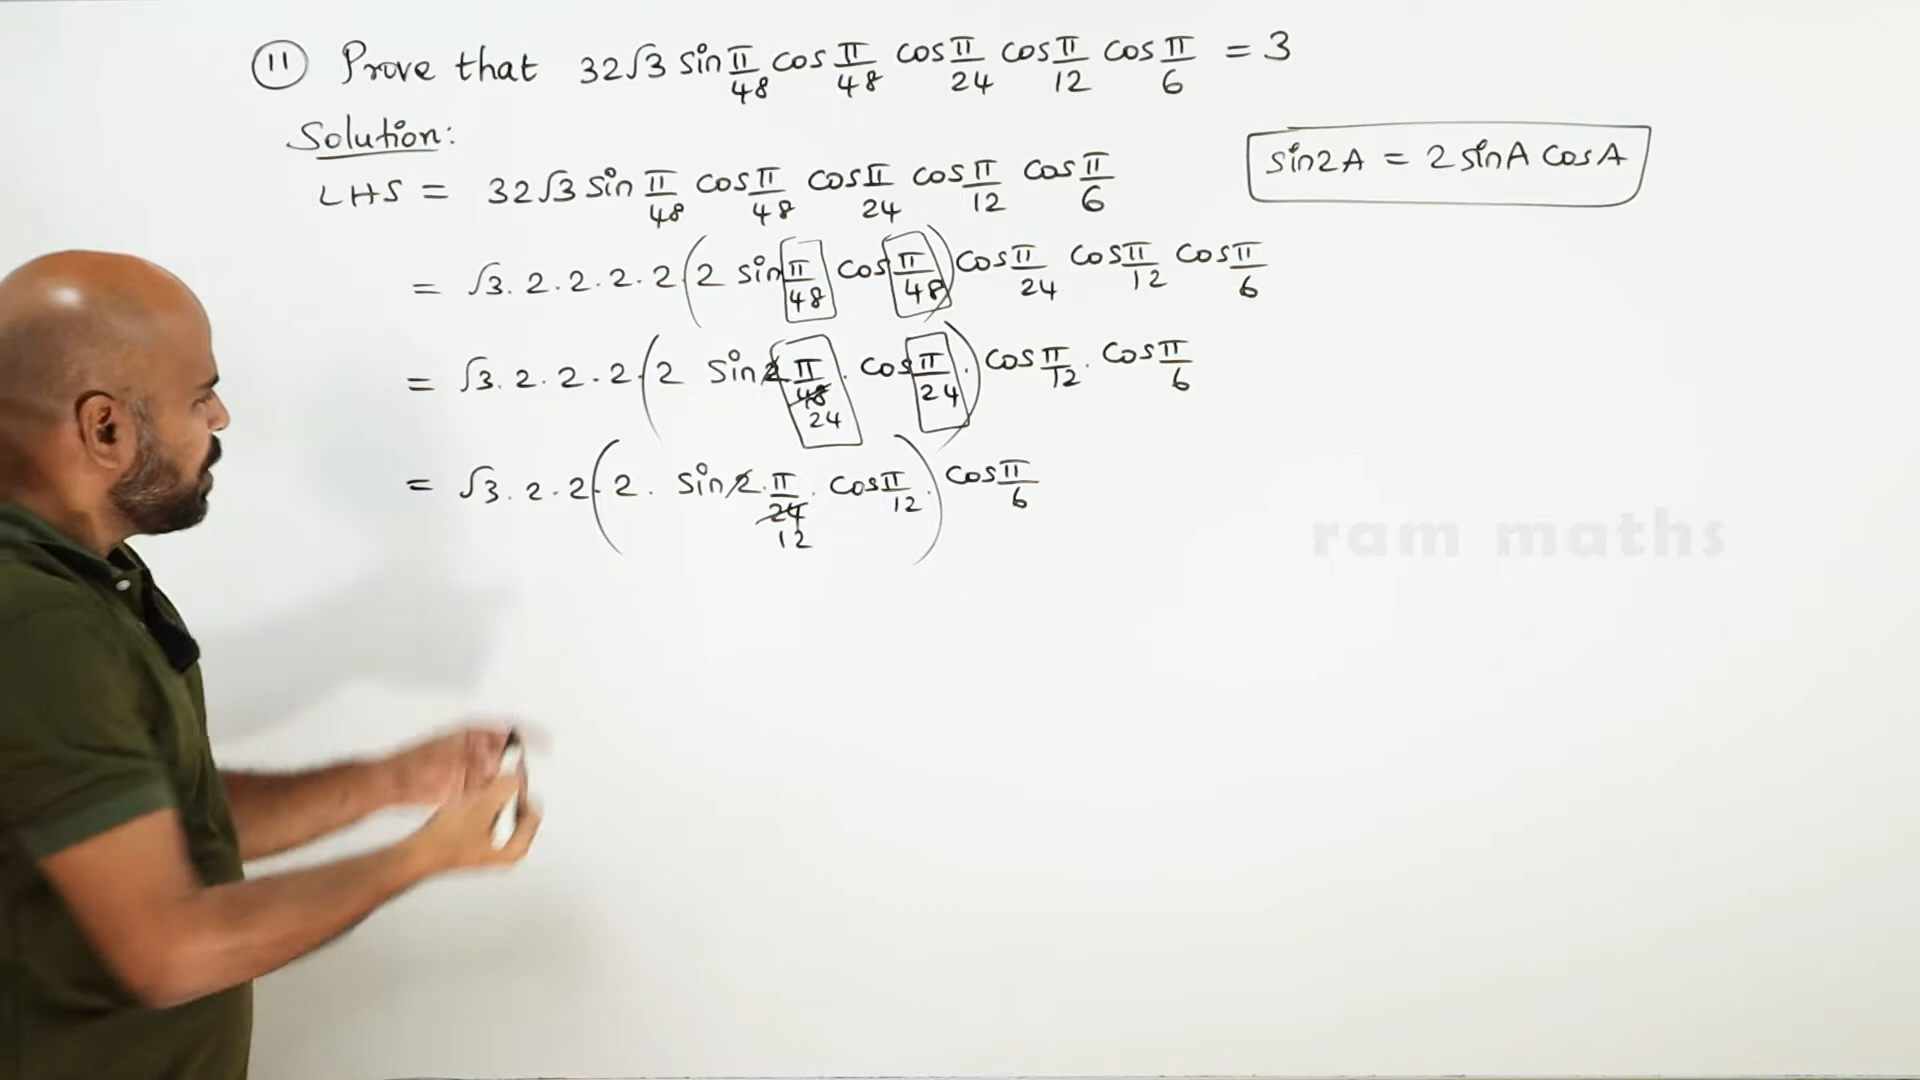 11 Prove that 32√3 sin π/48 cos π/48 cos π/24 cos π/12 cos π/6 = 3
Solution:
sin2A = 2 sinA cosA
LHS = 32√3 sin π/48 cos π/48 cos π/24 cos π/12 cos π/6
= √3. 2. 2. 2. 2. (2 sin π/48 cos π/48) cos π/24 cos π/12 cos π/6
= √3. 2. 2. 2. (2 sin 2 π/48 24 . cos π/24 .) cos π/12 . cos π/6
= √3. 2. 2. (2. sin 2. π/24 12 . cos π/12 .) cos π/6
ram maths